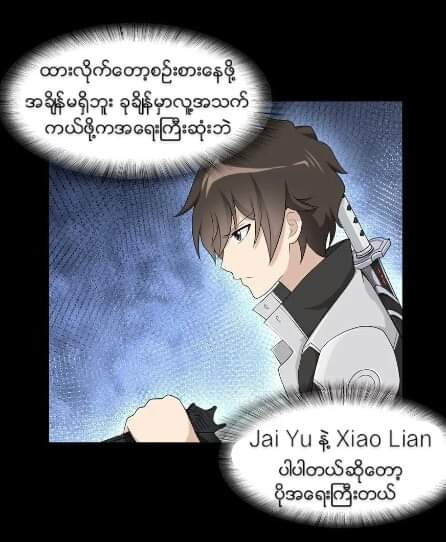 ထားလိုက်တော့စဉ်းစားနေဖို့
အချိန်မရှိဘူး ခုချိန်မှာလူ့အသက်
ကယ်ဖို့ကအရေးကြီးဆုံးဘဲ
Jai Yu နဲ့ Xiao Lian
ပါပါတယ်ဆိုတော့
ပိုအရေးကြီးတယ်